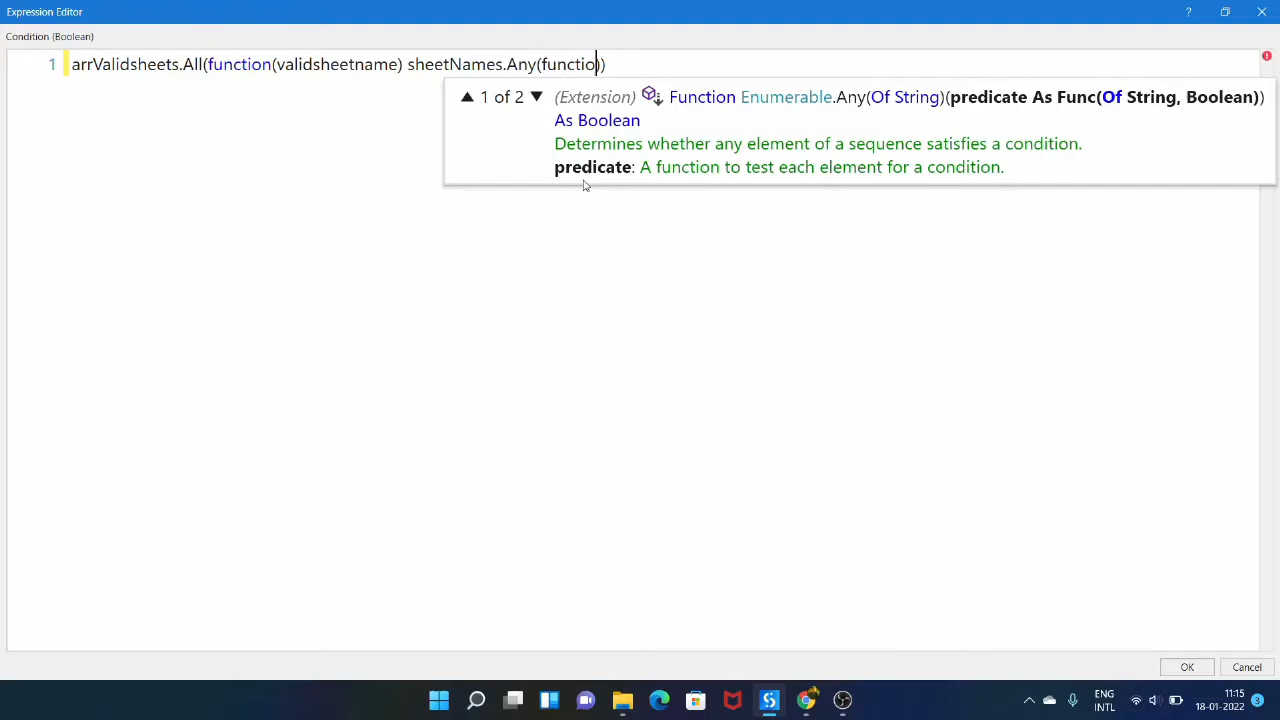 Expression Editor
?
Condition (Boolean)
1 arrValidsheets.All(function(validsheetname) sheetNames.Any(functio))
▲ 1 of 2 ▼ (Extension) Function Enumerable.Any(Of String)(predicate As Func(Of String, Boolean))
As Boolean
Determines whether any element of a sequence satisfies a condition.
predicate: A function to test each element for a condition.
OK Cancel
ENG
INTL
11:15
18-01-2022
3